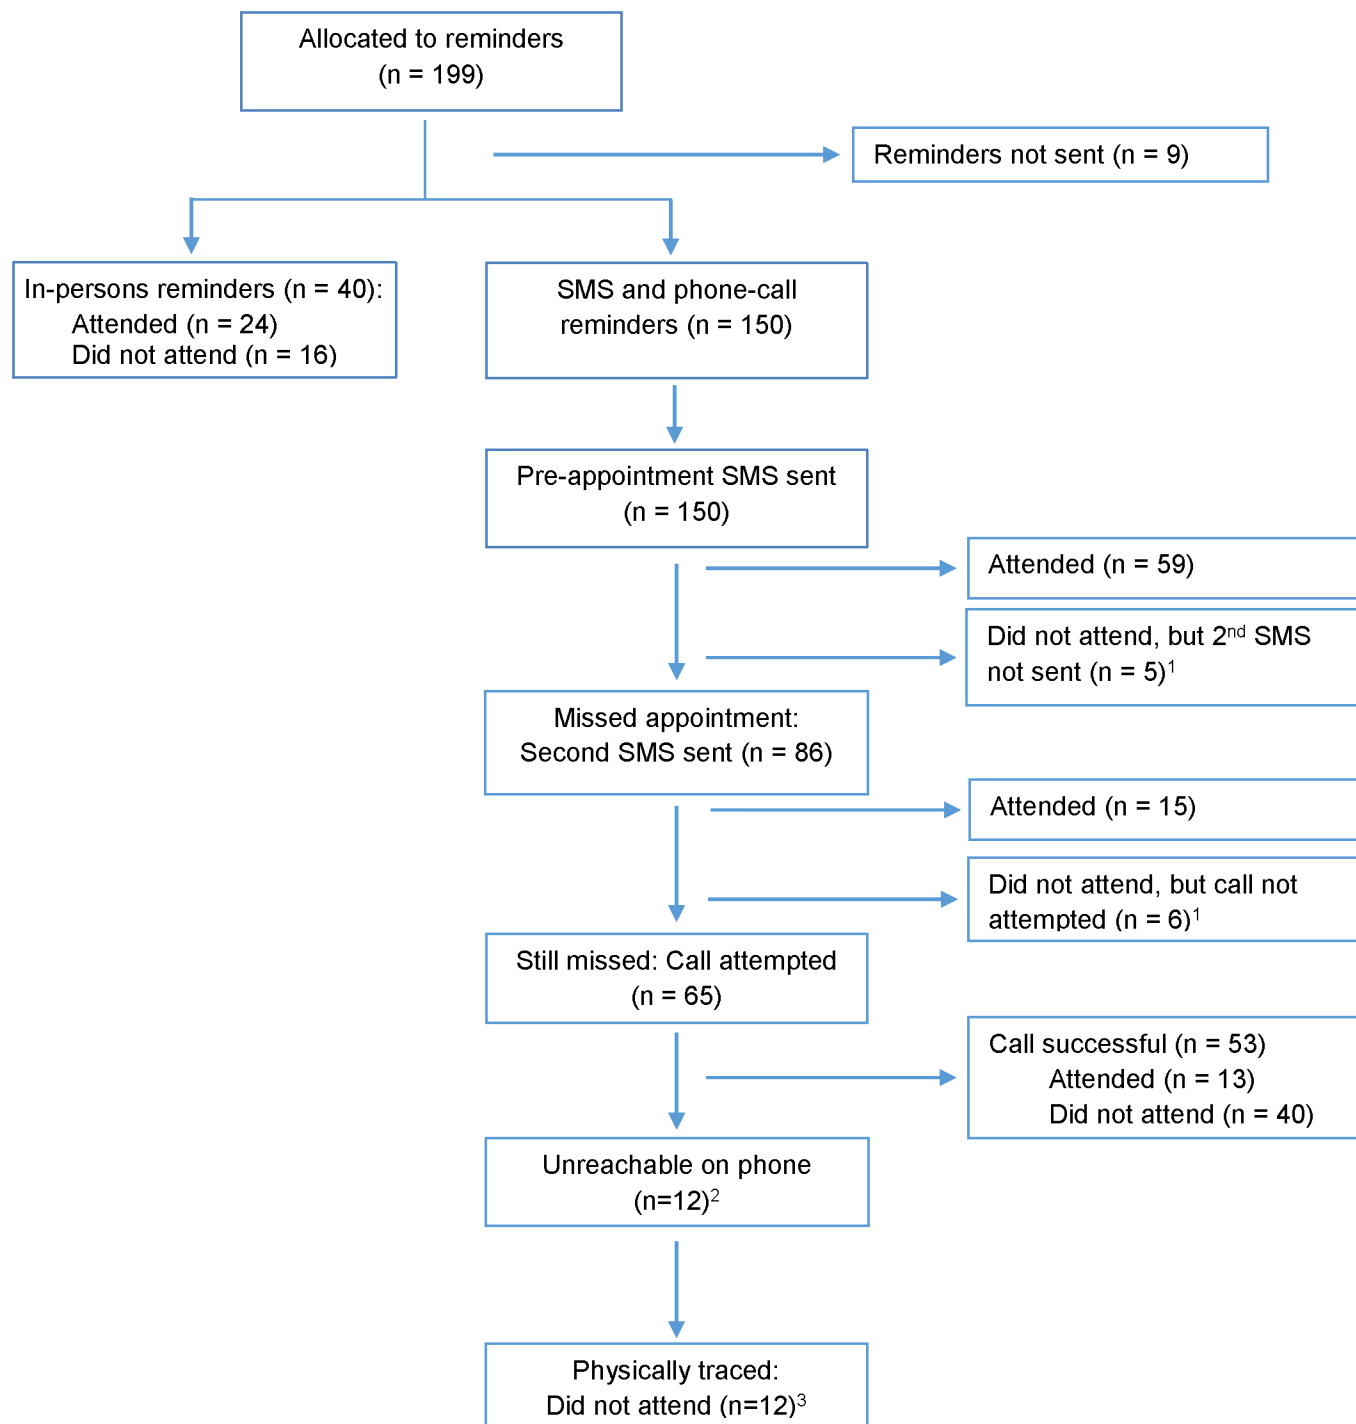 Allocated to reminders
(n = 199)
Reminders not sent (n = 9)
In-persons reminders (n = 40):
Attended (n = 24)
Did not attend (n = 16)
SMS and phone-call
reminders (n = 150)
Pre-appointment SMS sent
(n = 150)
Attended (n = 59)
Did not attend, but 2nd SMS
not sent (n = 5)1
Missed appointment:
Second SMS sent (n = 86)
Attended (n = 15)
Did not attend, but call not
attempted (n = 6)1
Still missed: Call attempted
(n = 65)
Call successful (n = 53)
Attended (n = 13)
Did not attend (n = 40)
Unreachable on phone
(n=12)2
Physically traced:
Did not attend (n=12)3